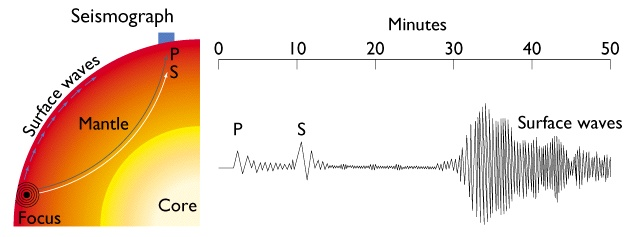 Seismograph
P
S
Surface waves
Mantle
Focus
Core
Minutes
0 10 20 30 40 50
P S Surface waves